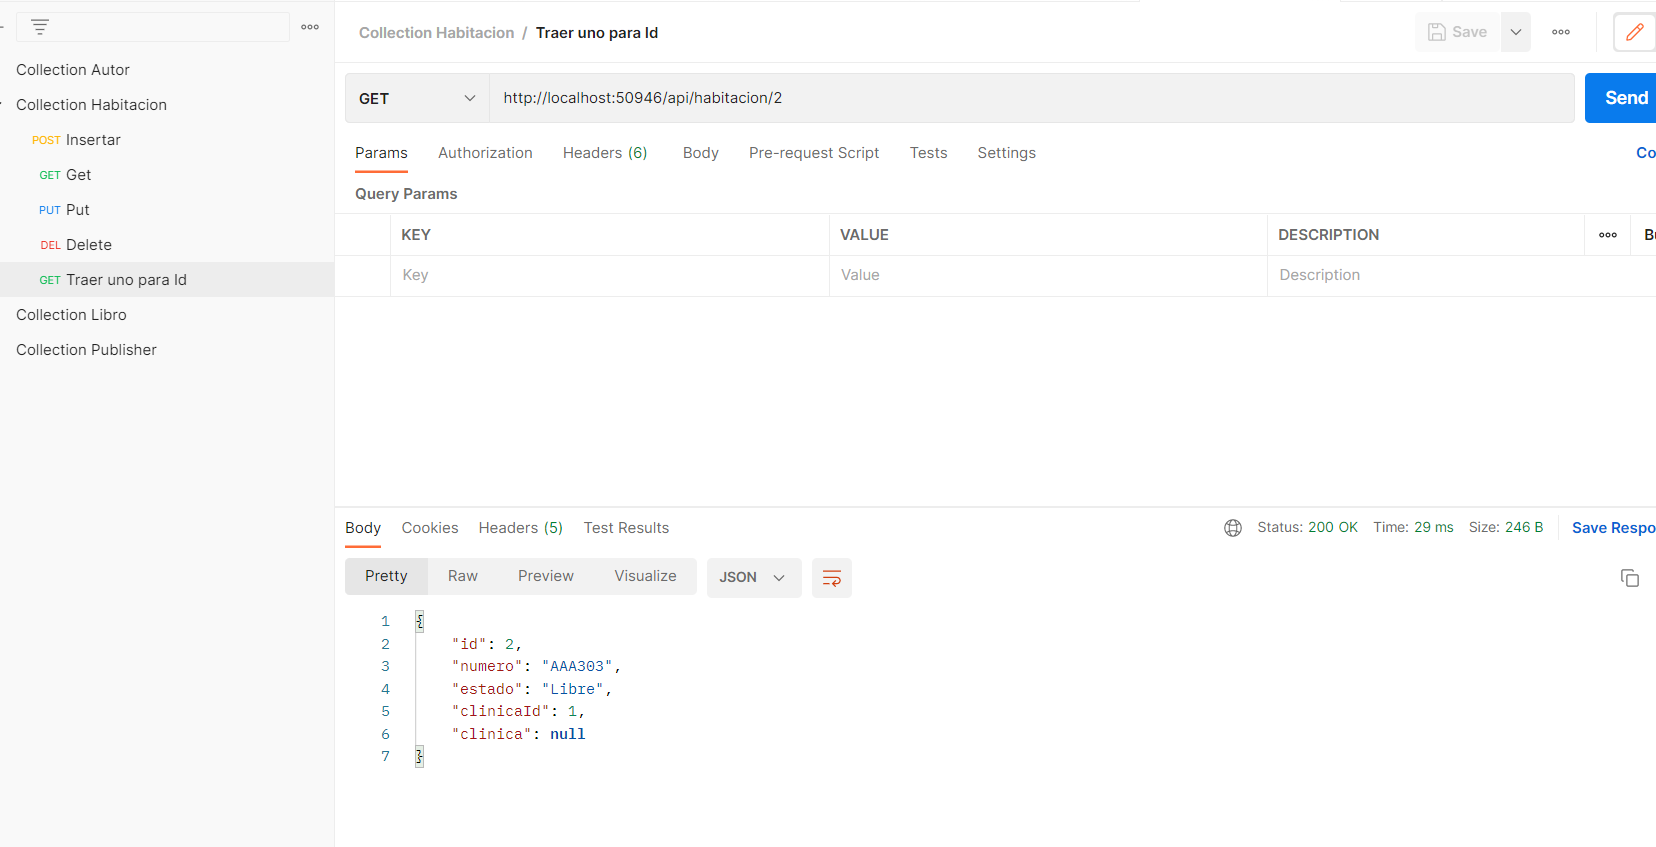 Collection Habitacion / Traer uno para Id
Save
Collection Autor
Collection Habitacion
POST Insertar
GET Get
PUT Put
DEL Delete
GET Traer uno para Id
Collection Libro
Collection Publisher
GET http://localhost:50946/api/habitacion/2 Send
Params Authorization Headers (6) Body Pre-request Script Tests Settings Co
Query Params
KEY VALUE DESCRIPTION Bu
Key Value Description
Body Cookies Headers (5) Test Results Status: 200 OK Time: 29 ms Size: 246 B Save Respo
Pretty Raw Preview Visualize JSON
1 {
2 "id": 2,
3 "numero": "AAA303",
4 "estado": "Libre",
5 "clinicaId": 1,
6 "clinica": null
7 }